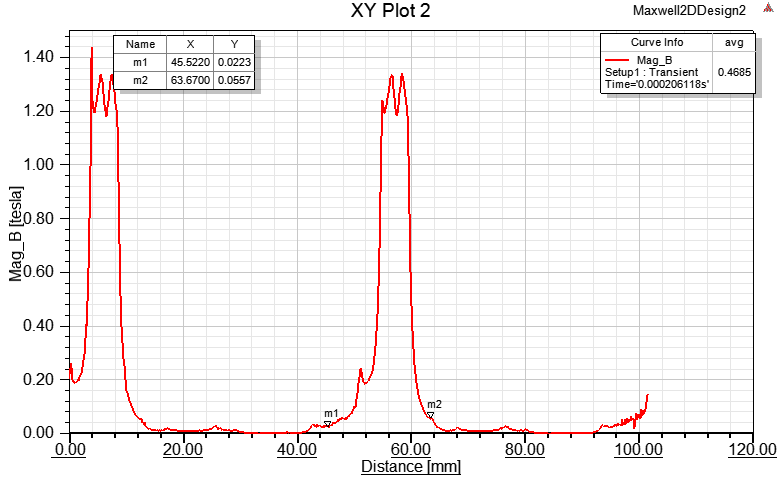 XY Plot 2
Maxwell2DDesign2
Name X Y
m1 45.5220 0.0223
m2 63.6700 0.0557
Curve Info avg
Mag_B
Setup1 : Transient
Time='0.000206118s' 0.4685
1.40
1.20
1.00
0.80
0.60
0.40
0.20
0.00
Mag_B [tesla]
m1
m2
0.00 20.00 40.00 60.00 80.00 100.00 120.00
Distance [mm]